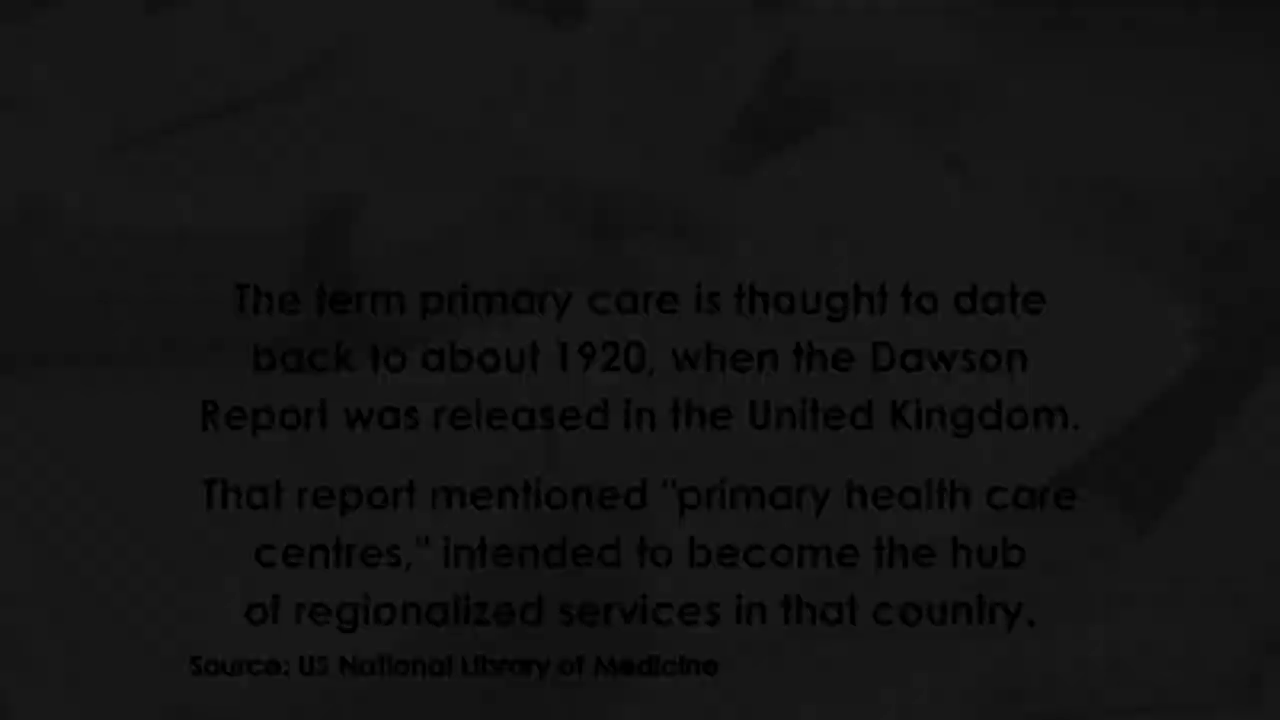 The term primary care is thought to date
back to about 1920, when the Dawson
Report was released in the United Kingdom.
That report mentioned "primary health care
centres," intended to become the hub
of regionalized services in that country.
Source: US National Library of Medicine